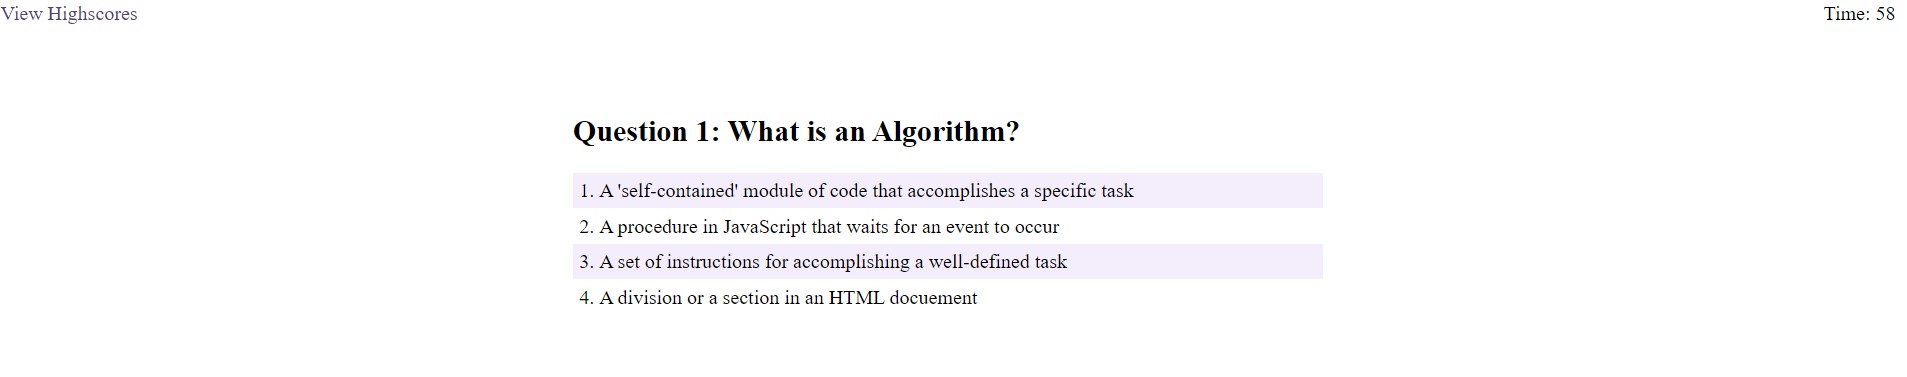 View Highscores
Time: 58
Question 1: What is an Algorithm?
1. A 'self-contained' module of code that accomplishes a specific task
2. A procedure in JavaScript that waits for an event to occur
3. A set of instructions for accomplishing a well-defined task
4. A division or a section in an HTML docuement